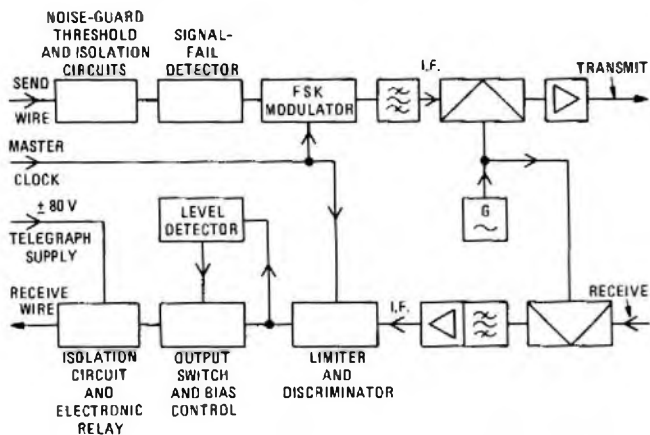 NOISE-GUARD
THRESHOLD
AND ISOLATION
CIRCUITS
SIGNAL-
FAIL
DETECTOR
SEND
WIRE
FSK
MODULATOR
I.F.
TRANSMIT
MASTER
CLOCK
G
± 80 V
TELEGRAPH
SUPPLY
LEVEL
DETECTOR
RECEIVE
WIRE
I.F.
RECEIVE
ISOLATION
CIRCUIT
AND
ELECTRONIC
RELAY
OUTPUT
SWITCH
AND BIAS
CONTROL
LIMITER
AND
DISCRIMINATOR